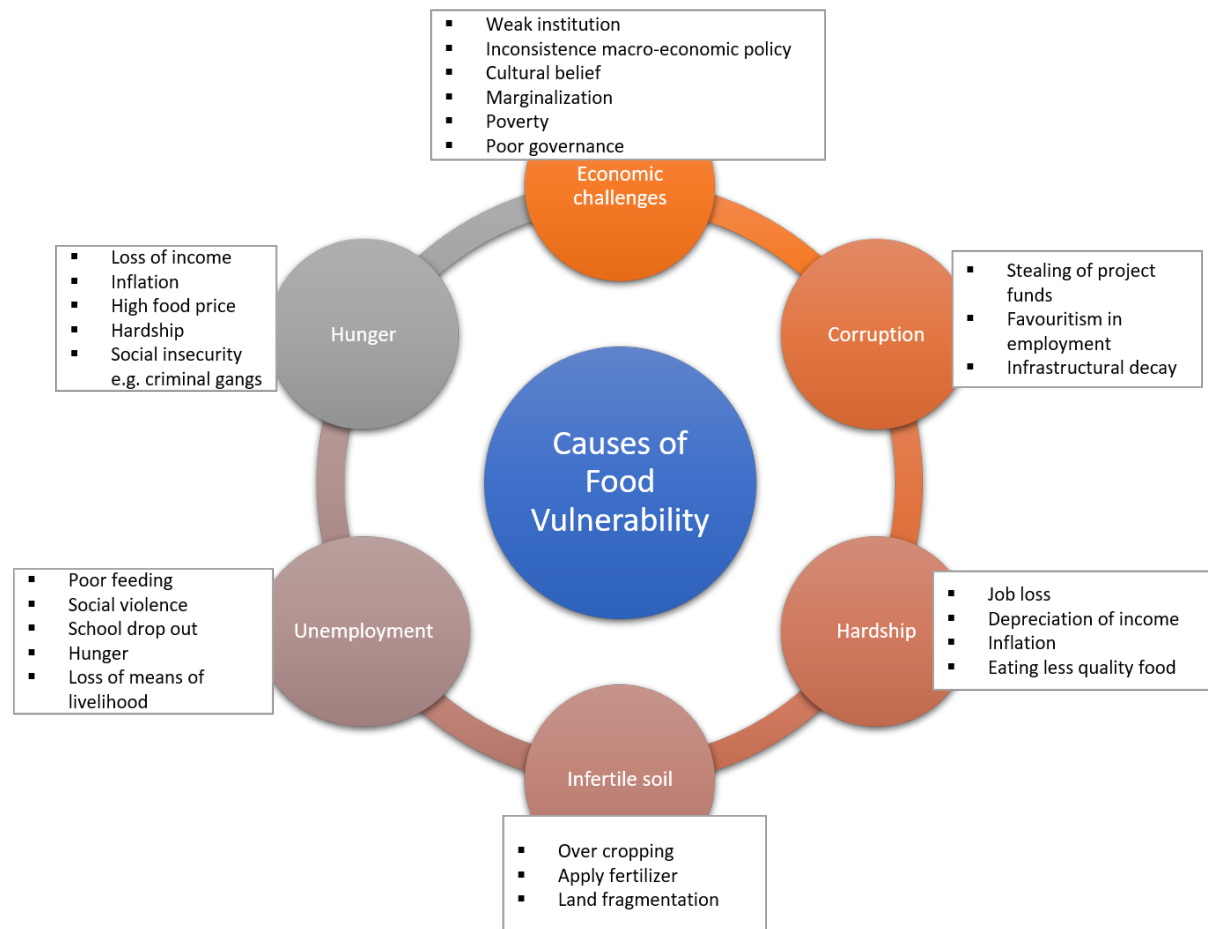 ▪ Weak institution
▪ Inconsistence macro-economic policy
▪ Cultural belief
▪ Marginalization
▪ Poverty
▪ Poor governance
Economic
challenges
▪ Loss of income
▪ Inflation
▪ High food price
▪ Hardship
▪ Social insecurity
e.g. criminal gangs
Hunger
Corruption
▪ Stealing of project
funds
▪ Favouritism in
employment
▪ Infrastructural decay
Causes of
Food
Vulnerability
▪ Poor feeding
▪ Social violence
▪ School drop out
▪ Hunger
▪ Loss of means of
livelihood
Unemployment
Hardship
▪ Job loss
▪ Depreciation of income
▪ Inflation
▪ Eating less quality food
Infertile soil
▪ Over cropping
▪ Apply fertilizer
▪ Land fragmentation